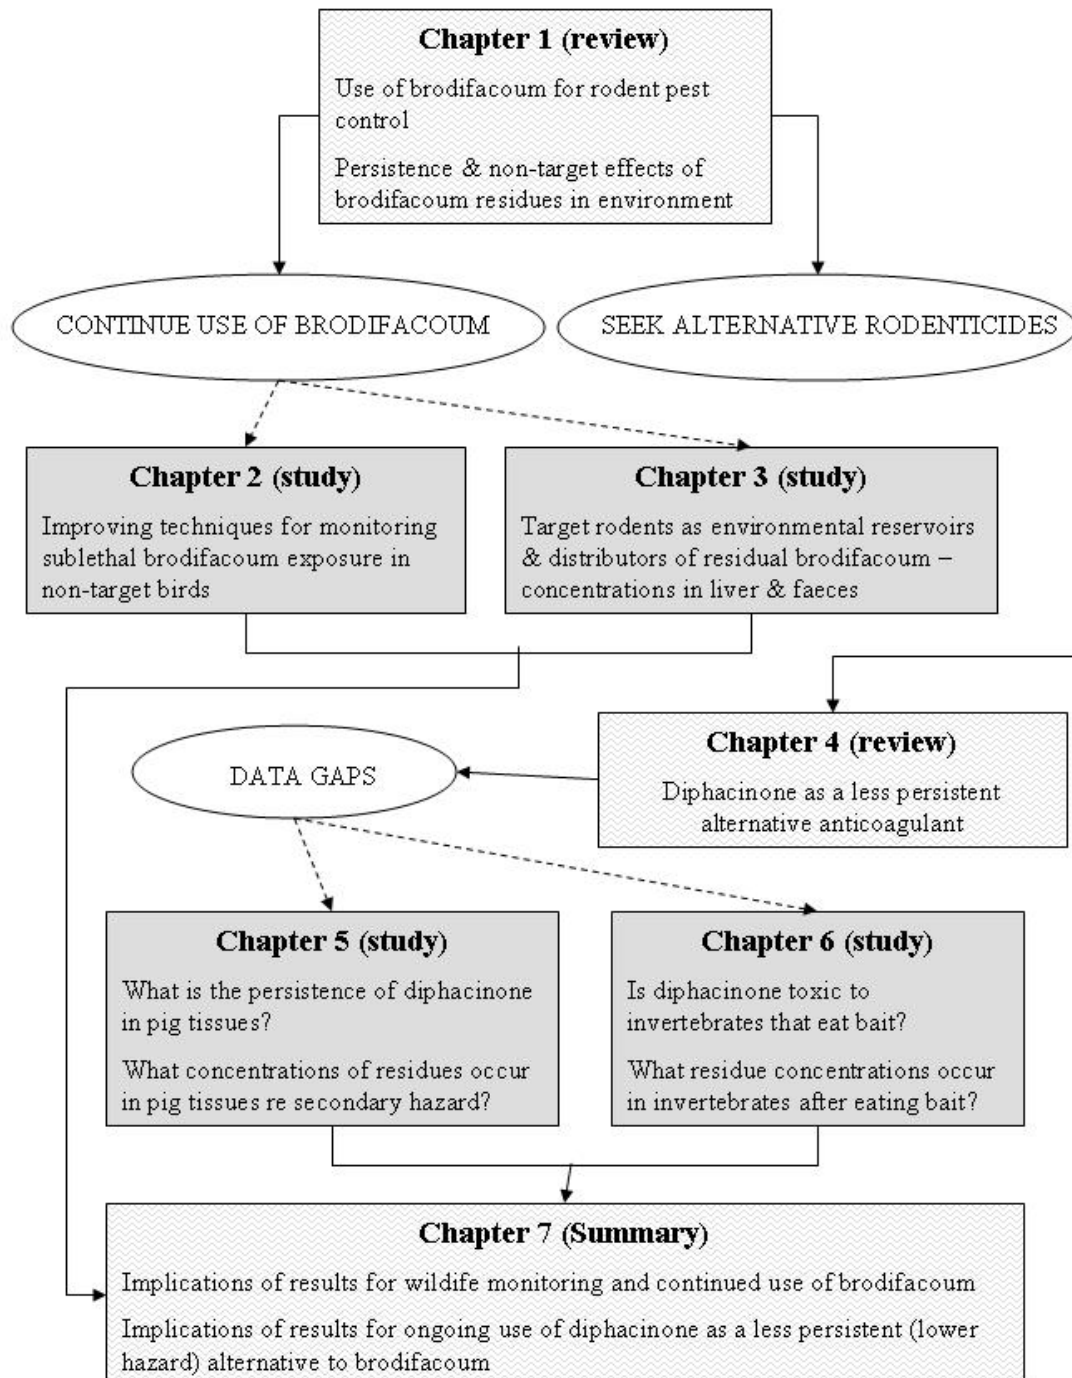 Chapter 1 (review)
Use of brodifacoum for rodent pest
control
Persistence & non-target effects of
brodifacoum residues in environment
CONTINUE USE OF BRODIFACOUM
SEEK ALTERNATIVE RODENTICIDES
Chapter 2 (study)
Improving techniques for monitoring
sublethal brodifacoum exposure in
non-target birds
Chapter 3 (study)
Target rodents as environmental reservoirs
& distributors of residual brodifacoum –
concentrations in liver & faeces
Chapter 4 (review)
Diphacinone as a less persistent
alternative anticoagulant
DATA GAPS
Chapter 5 (study)
What is the persistence of diphacinone
in pig tissues?
What concentrations of residues occur
in pig tissues re secondary hazard?
Chapter 6 (study)
Is diphacinone toxic to
invertebrates that eat bait?
What residue concentrations occur
in invertebrates after eating bait?
Chapter 7 (Summary)
Implications of results for wildife monitoring and continued use of brodifacoum
Implications of results for ongoing use of diphacinone as a less persistent (lower
hazard) alternative to brodifacoum